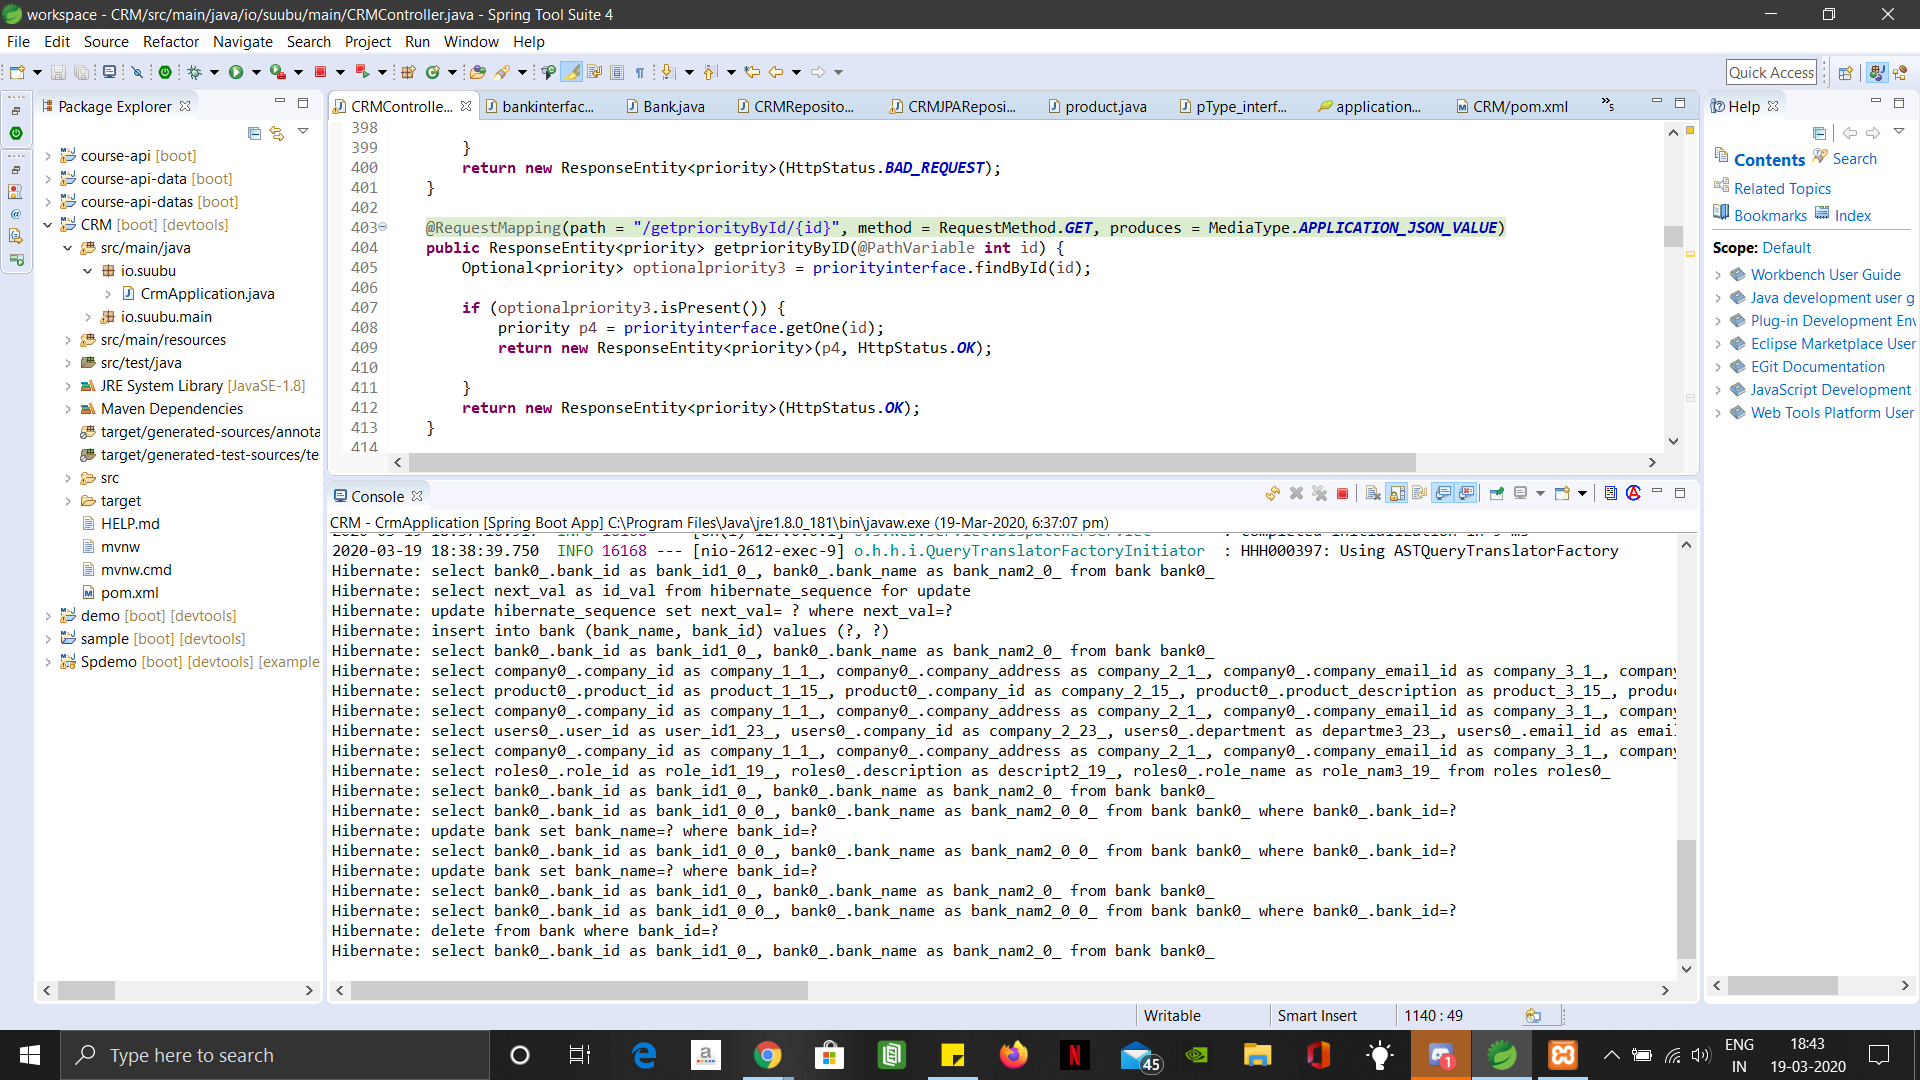 workspace - CRM/src/main/java/io/suubu/main/CRMController.java - Spring Tool Suite 4
File Edit Source Refactor Navigate Search Project Run Window Help
Quick Access
Package Explorer
course-api [boot]
course-api-data [boot]
course-api-datas [boot]
CRM [boot] [devtools]
src/main/java
io.suubu
CrmApplication.java
io.suubu.main
src/main/resources
src/test/java
JRE System Library [JavaSE-1.8]
Maven Dependencies
target/generated-sources/annota
target/generated-test-sources/te
src
target
HELP.md
mvnw
mvnw.cmd
pom.xml
demo [boot] [devtools]
sample [boot] [devtools]
Spdemo [boot] [devtools] [example
CRMControlle... bankinterfac... Bank.java CRMReposito... CRMJPAReposi... product.java pType_interf... application... CRM/pom.xml »5
398
399 }
400 return new ResponseEntity<priority>(HttpStatus.BAD_REQUEST);
401 }
402
403 @RequestMapping(path = "/getpriorityById/{id}", method = RequestMethod.GET, produces = MediaType.APPLICATION_JSON_VALUE)
404 public ResponseEntity<priority> getpriorityByID(@PathVariable int id) {
405 Optional<priority> optionalpriority3 = priorityinterface.findById(id);
406
407 if (optionalpriority3.isPresent()) {
408 priority p4 = priorityinterface.getOne(id);
409 return new ResponseEntity<priority>(p4, HttpStatus.OK);
410
411 }
412 return new ResponseEntity<priority>(HttpStatus.OK);
413 }
414
Console
CRM - CrmApplication [Spring Boot App] C:\Program Files\Java\jre1.8.0_181\bin\javaw.exe (19-Mar-2020, 6:37:07 pm)
2020-03-19 18:38:39.750 INFO 16168 --- [nio-2612-exec-9] o.h.h.i.QueryTranslatorFactoryInitiator : HHH000397: Using ASTQueryTranslatorFactory
Hibernate: select bank0_.bank_id as bank_id1_0_, bank0_.bank_name as bank_nam2_0_ from bank bank0_
Hibernate: select next_val as id_val from hibernate_sequence for update
Hibernate: update hibernate_sequence set next_val= ? where next_val=?
Hibernate: insert into bank (bank_name, bank_id) values (?, ?)
Hibernate: select bank0_.bank_id as bank_id1_0_, bank0_.bank_name as bank_nam2_0_ from bank bank0_
Hibernate: select company0_.company_id as company_1_1_, company0_.company_address as company_2_1_, company0_.company_email_id as company_3_1_, company
Hibernate: select product0_.product_id as product_1_15_, product0_.company_id as company_2_15_, product0_.product_description as product_3_15_, produc
Hibernate: select company0_.company_id as company_1_1_, company0_.company_address as company_2_1_, company0_.company_email_id as company_3_1_, company
Hibernate: select users0_.user_id as user_id1_23_, users0_.company_id as company_2_23_, users0_.department as departme3_23_, users0_.email_id as email
Hibernate: select company0_.company_id as company_1_1_, company0_.company_address as company_2_1_, company0_.company_email_id as company_3_1_, company
Hibernate: select roles0_.role_id as role_id1_19_, roles0_.description as descript2_19_, roles0_.role_name as role_nam3_19_ from roles roles0_
Hibernate: select bank0_.bank_id as bank_id1_0_, bank0_.bank_name as bank_nam2_0_ from bank bank0_
Hibernate: select bank0_.bank_id as bank_id1_0_0_, bank0_.bank_name as bank_nam2_0_0_ from bank bank0_ where bank0_.bank_id=?
Hibernate: update bank set bank_name=? where bank_id=?
Hibernate: select bank0_.bank_id as bank_id1_0_0_, bank0_.bank_name as bank_nam2_0_0_ from bank bank0_ where bank0_.bank_id=?
Hibernate: update bank set bank_name=? where bank_id=?
Hibernate: select bank0_.bank_id as bank_id1_0_, bank0_.bank_name as bank_nam2_0_ from bank bank0_
Hibernate: select bank0_.bank_id as bank_id1_0_0_, bank0_.bank_name as bank_nam2_0_0_ from bank bank0_ where bank0_.bank_id=?
Hibernate: delete from bank where bank_id=?
Hibernate: select bank0_.bank_id as bank_id1_0_, bank0_.bank_name as bank_nam2_0_ from bank bank0_
Help
Contents Search
Related Topics
Bookmarks Index
Scope: Default
Workbench User Guide
Java development user g
Plug-in Development Env
Eclipse Marketplace User
EGit Documentation
JavaScript Development
Web Tools Platform User
Writable Smart Insert 1140 : 49
Type here to search
45
1
ENG
IN
18:43
19-03-2020